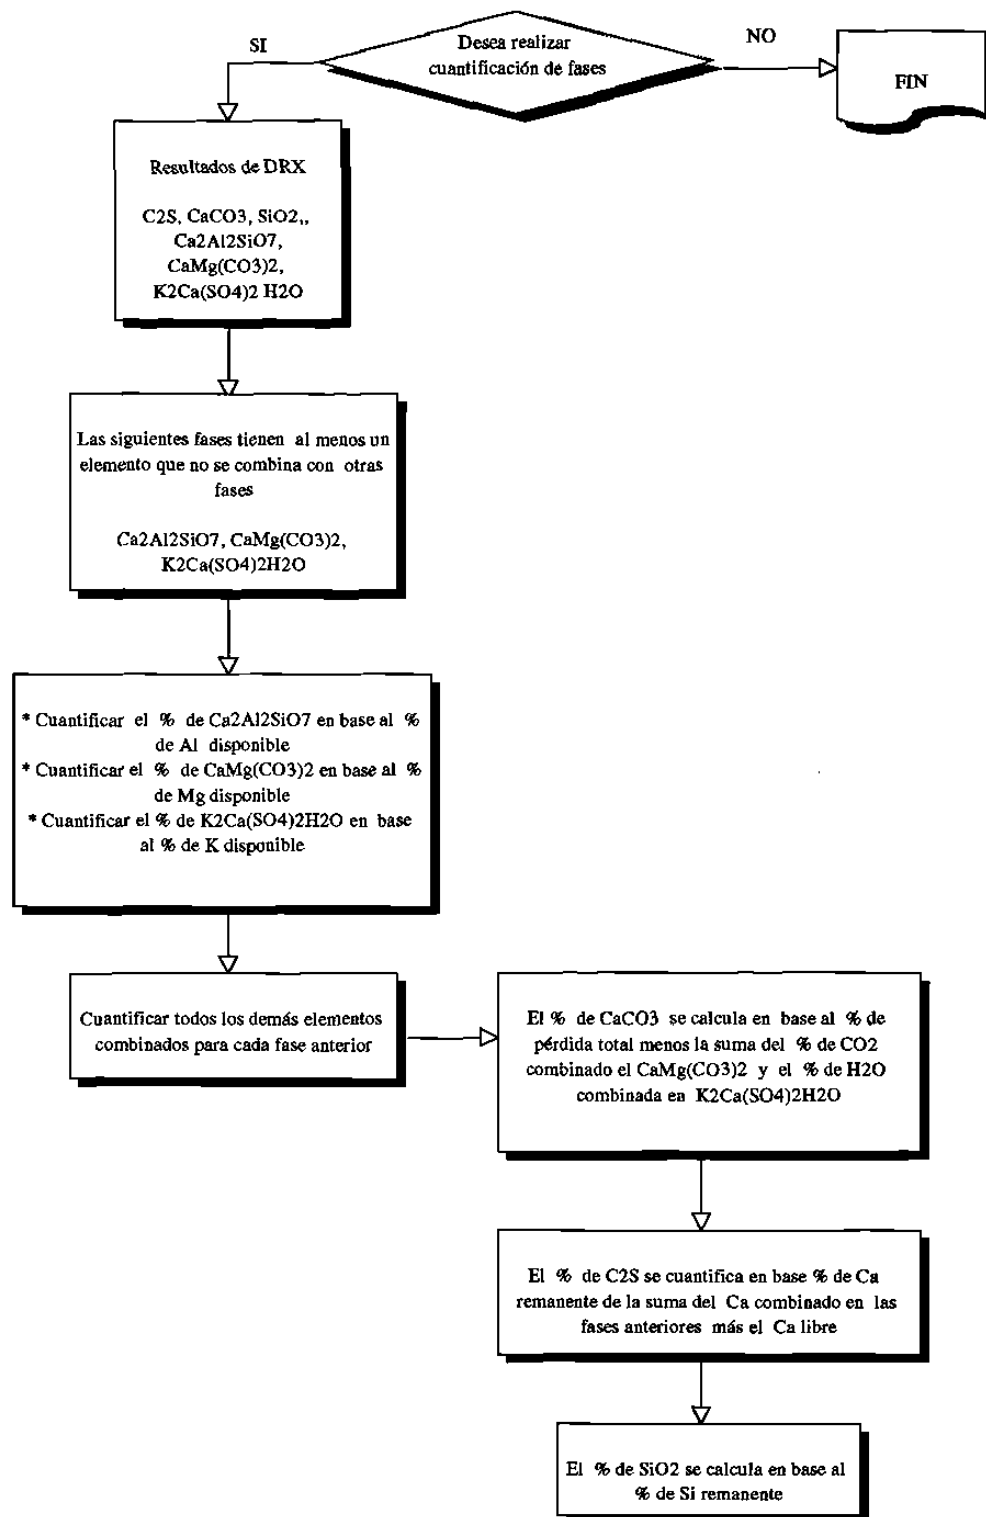 Desea realizar
cuantificación de fases
SI
NO
FIN
Resultados de DRX
C2S, CaCO3, SiO2,,
Ca2Al2SiO7,
CaMg(CO3)2,
K2Ca(SO4)2 H2O
Las siguientes fases tienen al menos un
elemento que no se combina con otras
fases
Ca2Al2SiO7, CaMg(CO3)2,
K2Ca(SO4)2H2O
* Cuantificar el % de Ca2Al2SiO7 en base al %
de Al disponible
* Cuantificar el % de CaMg(CO3)2 en base al %
de Mg disponible
* Cuantificar el % de K2Ca(SO4)2H2O en base
al % de K disponible
Cuantificar todos los demás elementos
combinados para cada fase anterior
El % de CaCO3 se calcula en base al % de
pérdida total menos la suma del % de CO2
combinado el CaMg(CO3)2 y el % de H2O
combinada en K2Ca(SO4)2H2O
El % de C2S se cuantifica en base % de Ca
remanente de la suma del Ca combinado en las
fases anteriores más el Ca libre
El % de SiO2 se calcula en base al
% de Si remanente